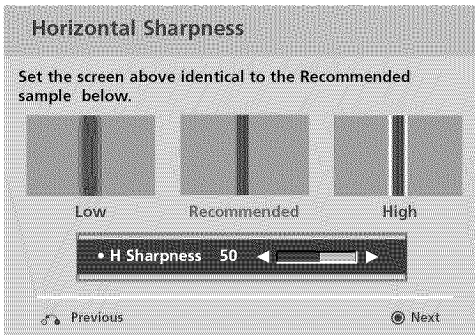 Horizontal Sharpness
Set the screen above identical to the Recommended
sample below.
Low
Recommended
High
• H Sharpness 50
Previous
Next